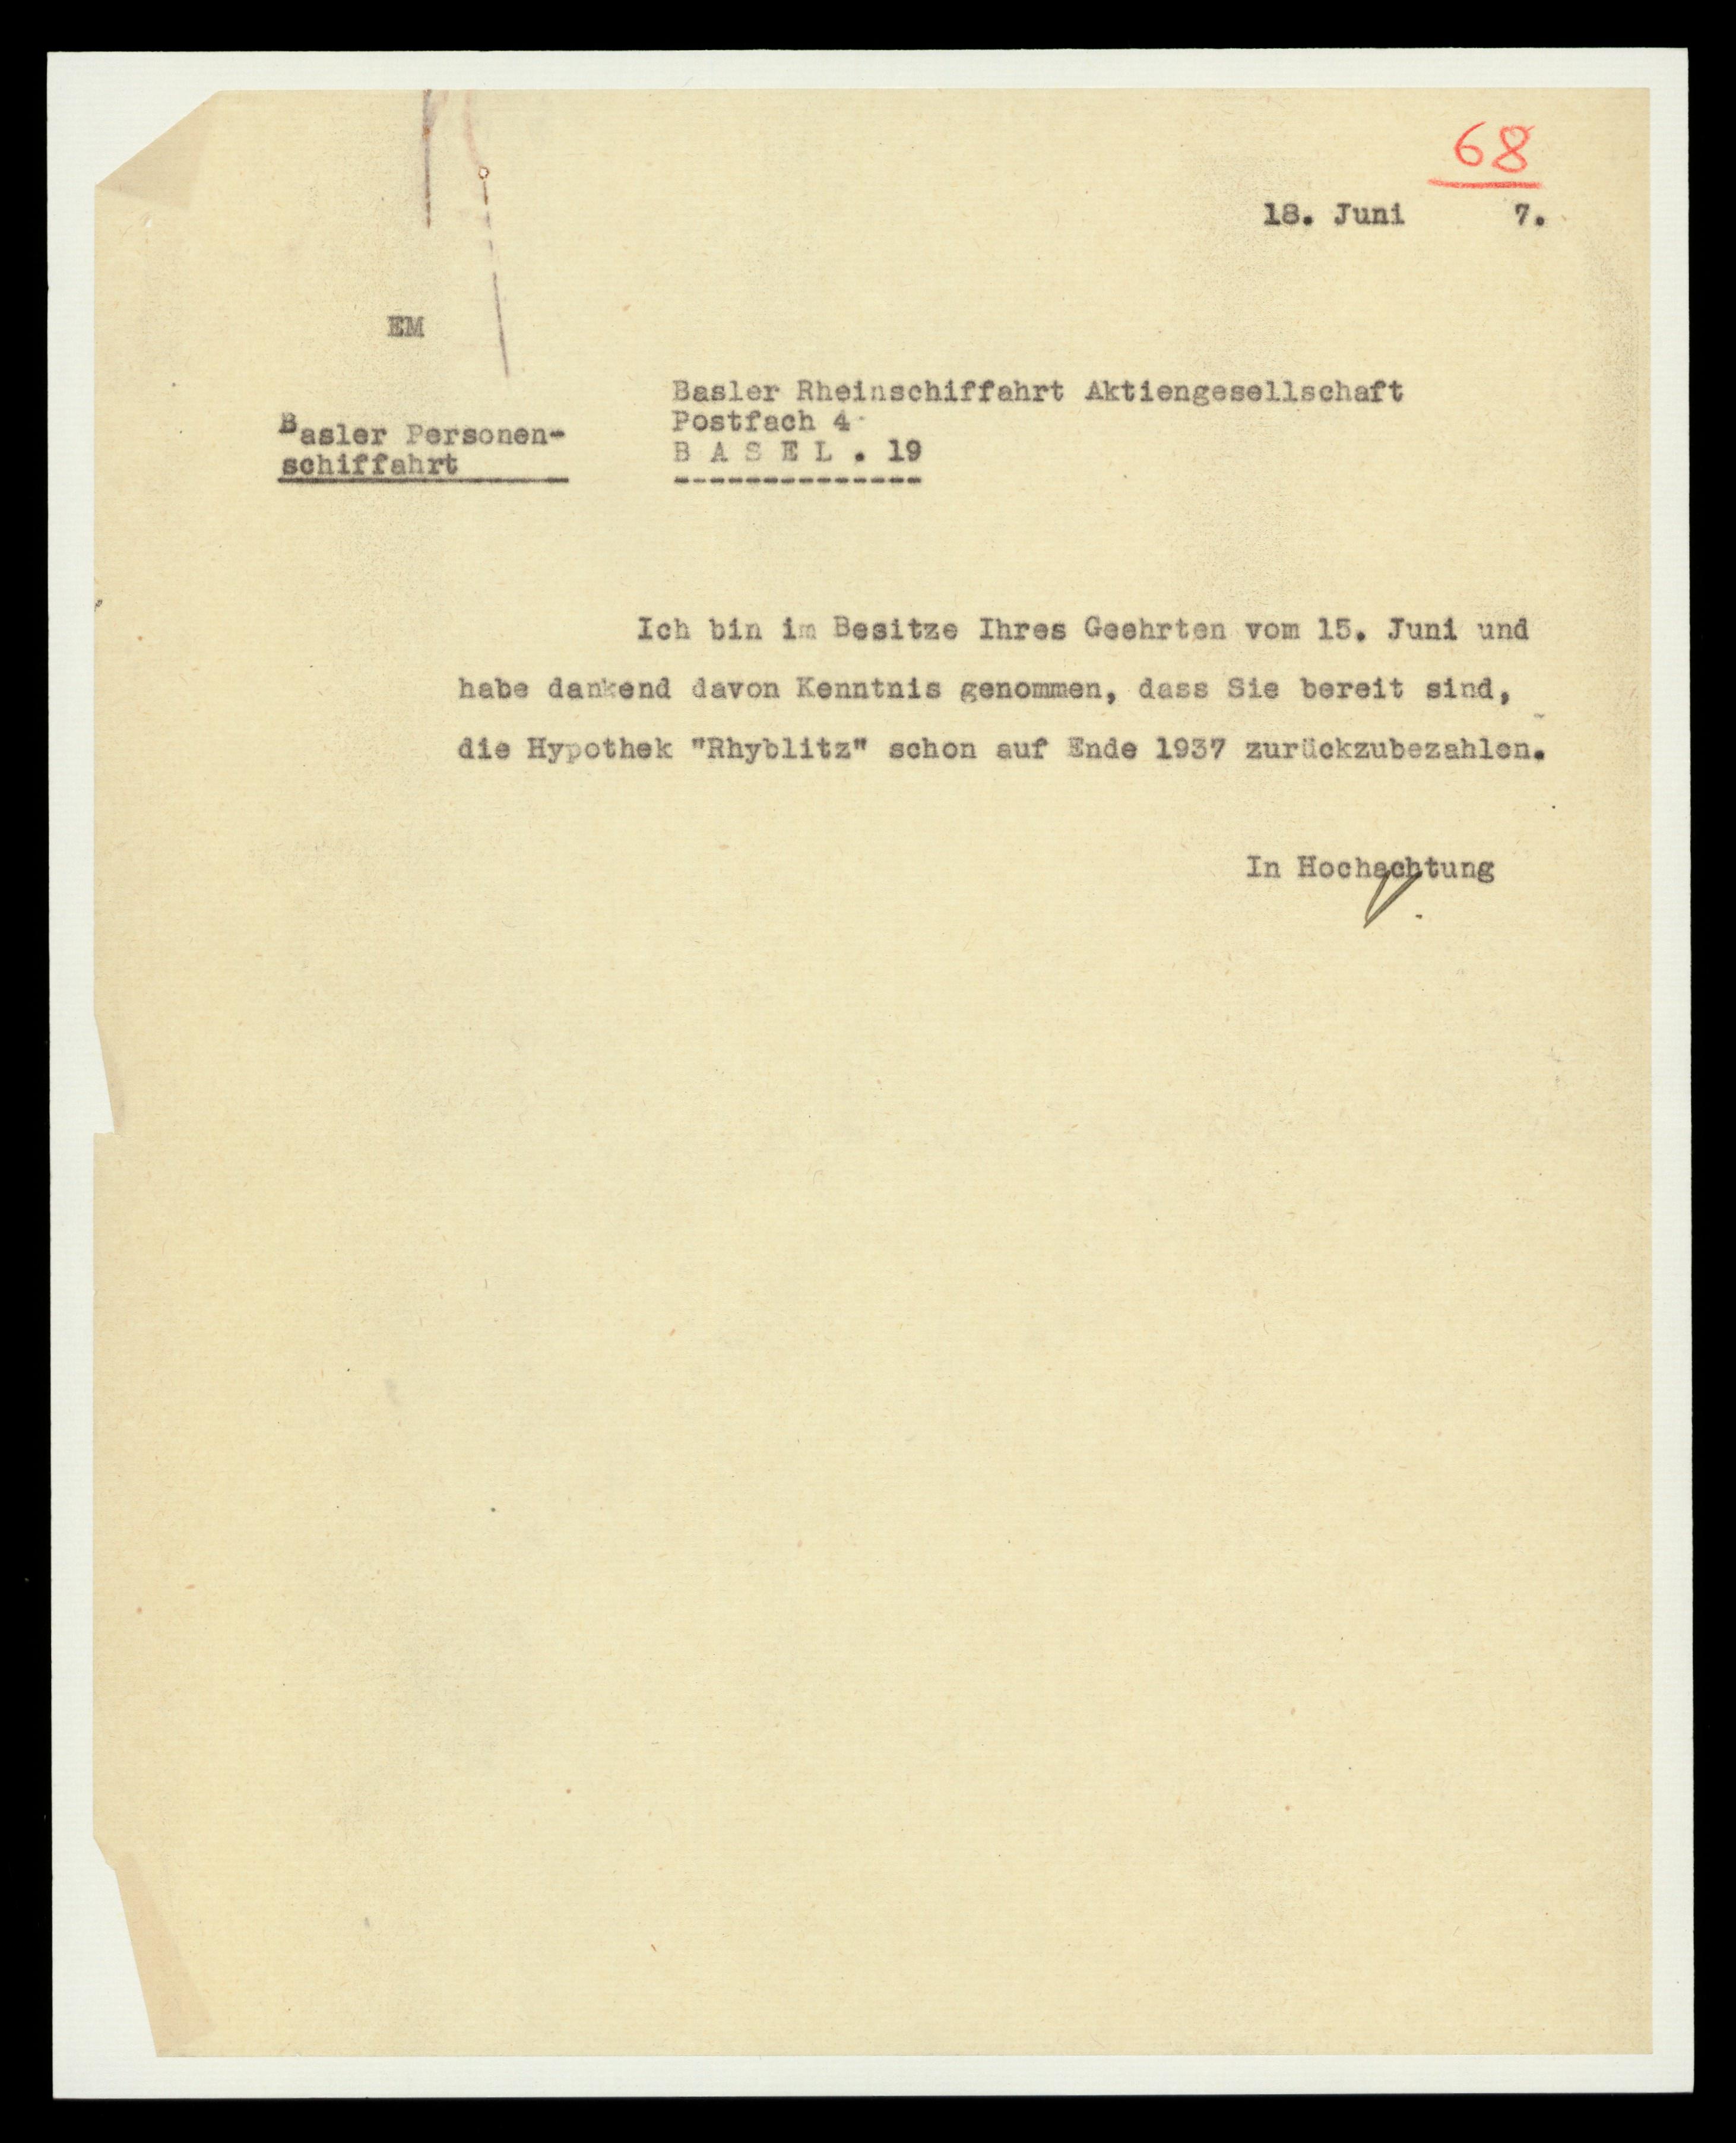 68
18. Juni 7.
EM
Basler Rheinschiffahrt Aktiengesellschaft
Postfach 4
B A S E L . 19
Basler Personen-
schiffahrt
Ich bin im Besitze Ihres Geehrten vom 15. Juni und
habe dankend davon Kenntnis genommen, dass Sie bereit sind,
die Hypothek "Rhyblitz" schon auf Ende 1937 zurückzubezahlen.
In Hochachtung